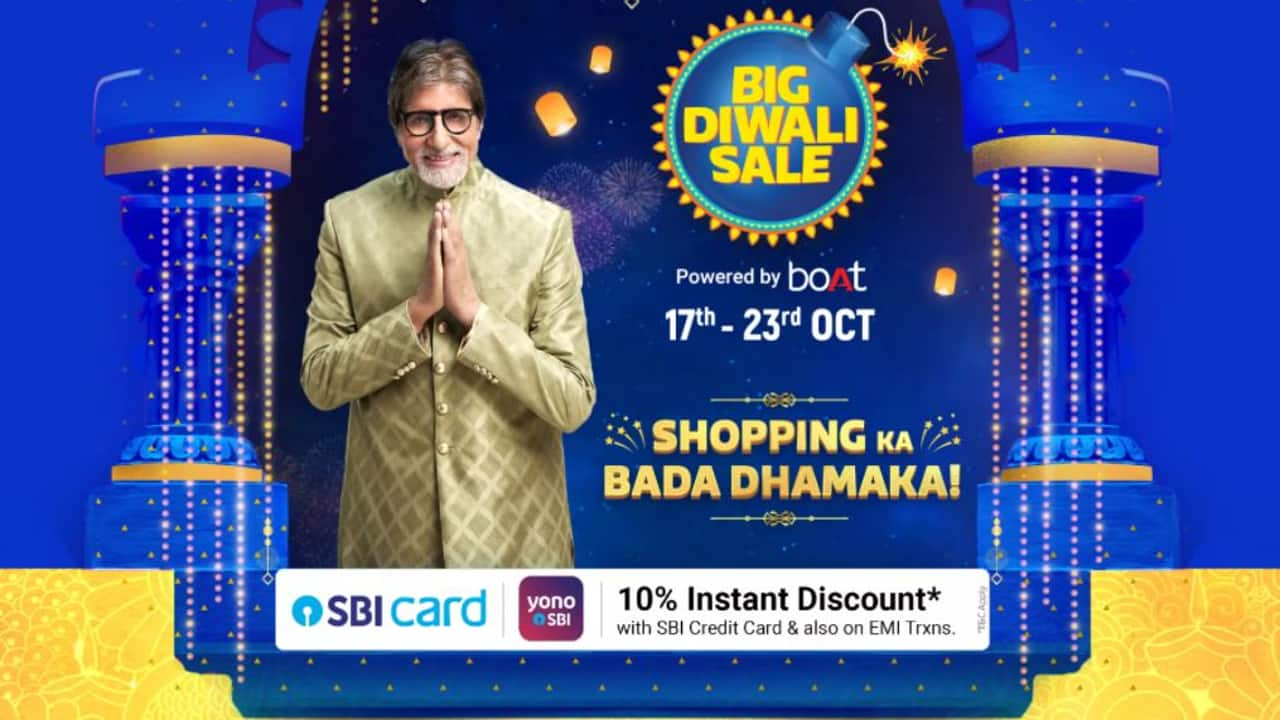 BIG
DIWALI
SALE
Powered by boAt
17th - 23rd OCT
SHOPPING KA
BADA DHAMAKA!
SBI card
yono
SBI
10% Instant Discount*
with SBI Credit Card & also on EMI Trxns.
*T&C Apply